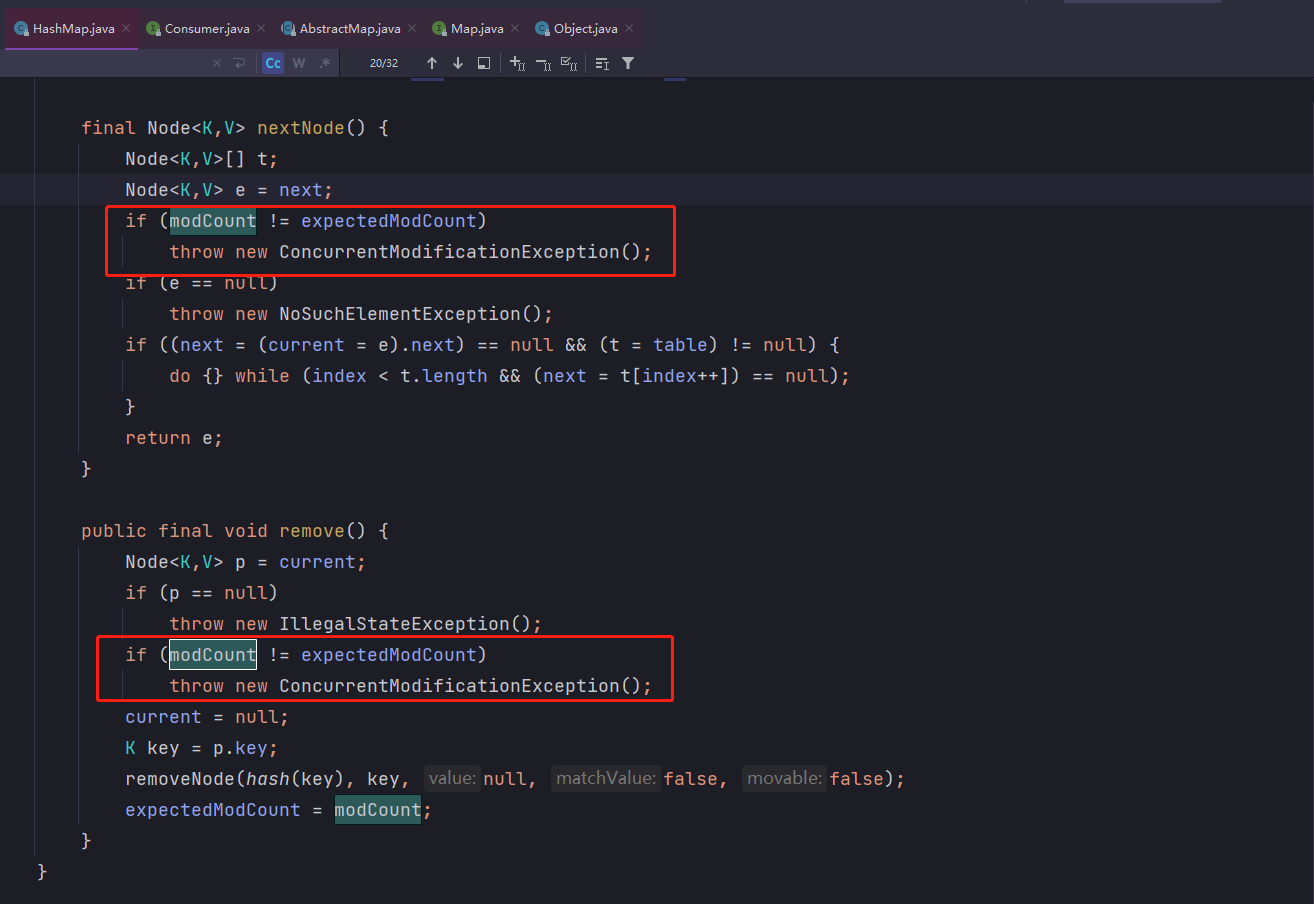 HashMap.java Consumer.java AbstractMap.java Map.java Object.java
Cc W .* 20/32
final Node<K,V> nextNode() {
Node<K,V>[] t;
Node<K,V> e = next;
if (modCount != expectedModCount)
throw new ConcurrentModificationException();
if (e == null)
throw new NoSuchElementException();
if ((next = (current = e).next) == null && (t = table) != null) {
do {} while (index < t.length && (next = t[index++]) == null);
}
return e;
}
public final void remove() {
Node<K,V> p = current;
if (p == null)
throw new IllegalStateException();
if (modCount != expectedModCount)
throw new ConcurrentModificationException();
current = null;
K key = p.key;
removeNode(hash(key), key, value: null, matchValue: false, movable: false);
expectedModCount = modCount;
}
}